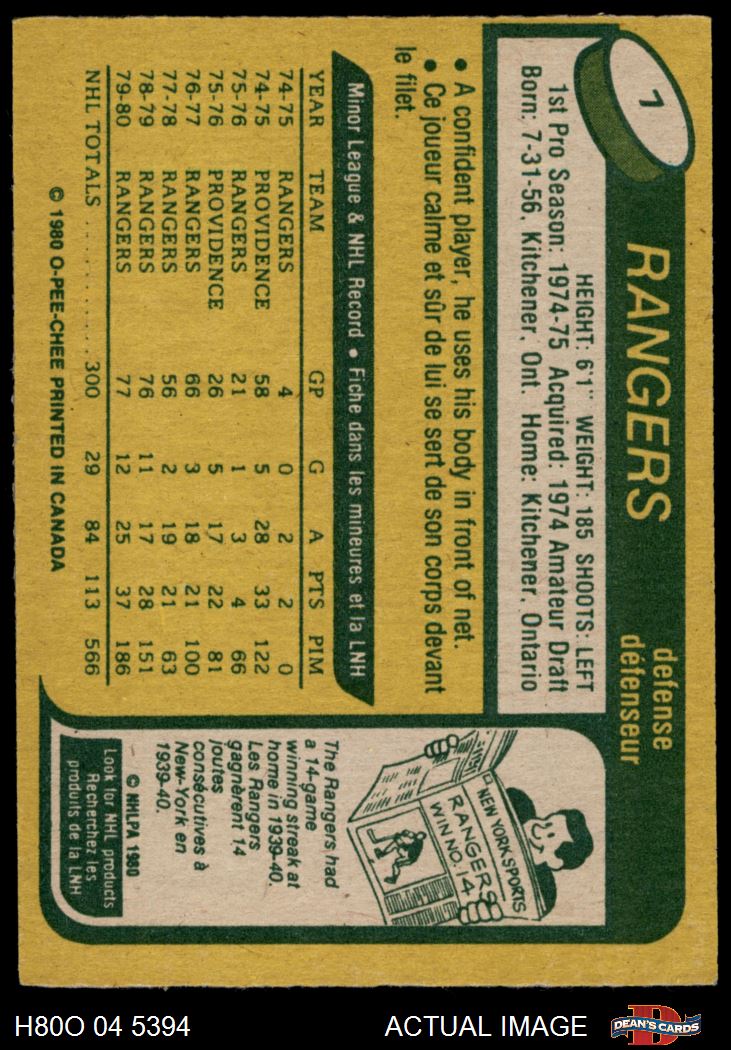 7
RANGERS
defense
défenseur
HEIGHT: 6'1" WEIGHT: 185 SHOOTS: LEFT
1st Pro Season: 1974-75 Acquired: 1974 Amateur Draft
Born: 7-31-56, Kitchener, Ont. Home: Kitchener, Ontario
• A confident player, he uses his body in front of net.
• Ce joueur calme et sûr de lui se sert de son corps devant
le filet.
Minor League & NHL Record • Fiche dans les mineures et la LNH
YEAR TEAM GP G A PTS PIM
74-75 RANGERS 4 0 2 2 0
74-75 PROVIDENCE 58 5 28 33 122
75-76 RANGERS 21 1 3 4 66
75-76 PROVIDENCE 26 5 17 22 81
76-77 RANGERS 66 3 18 21 100
77-78 RANGERS 56 2 19 21 63
78-79 RANGERS 76 11 17 28 151
79-80 RANGERS 77 12 25 37 186
NHL TOTALS .......... 300 29 84 113 566
© 1980 O-PEE-CHEE PRINTED IN CANADA
NEW YORK SPORTS
RANGERS
WIN NO. 14
The Rangers had
a 14-game
winning streak at
home in 1939-40.
Les Rangers
gagnèrent 14
joutes
consécutives à
New-York en
1939-40.
© NHLPA 1980
Look for NHL products
Recherchez les
produits de la LNH
H80O 04 5394
ACTUAL IMAGE
D
DEAN'S CARDS